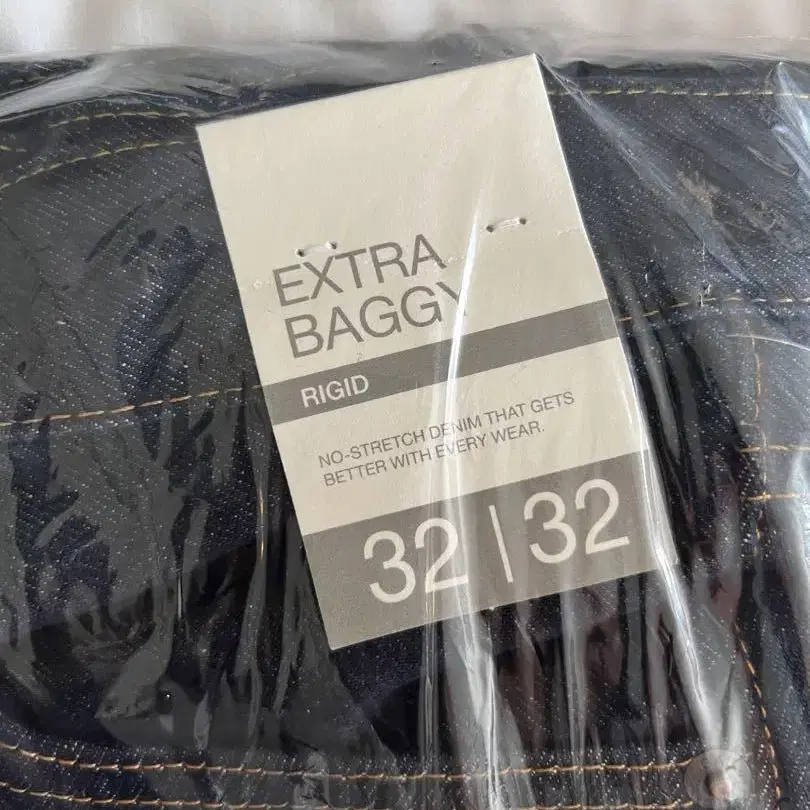 EXTRA
BAGGY
RIGID
NO-STRETCH DENIM THAT GETS
BETTER WITH EVERY WEAR.
32 | 32